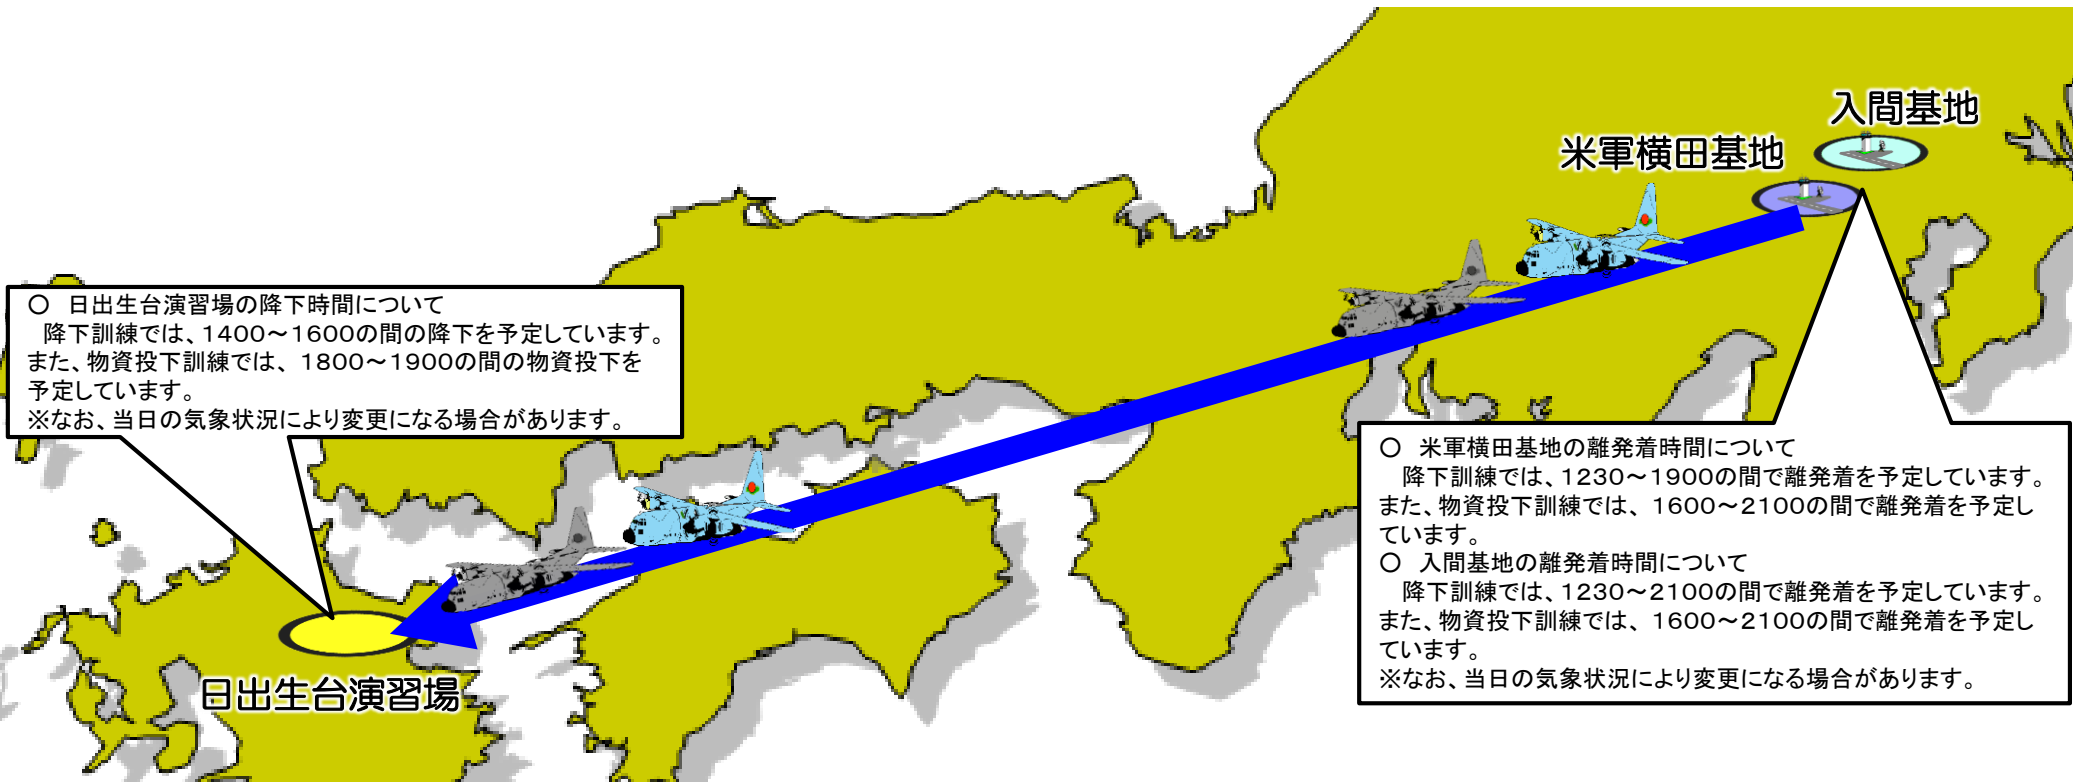 入間基地
米軍横田基地
〇　日出生台演習場の降下時間について
　降下訓練では、1400～1600の間の降下を予定しています。
また、物資投下訓練では、1800～1900の間の物資投下を
予定しています。
※なお、当日の気象状況により変更になる場合があります。
〇　米軍横田基地の離発着時間について
　降下訓練では、1230～1900の間で離発着を予定しています。
また、物資投下訓練では、1600～2100の間で離発着を予定し
ています。
〇　入間基地の離発着時間について
　降下訓練では、1230～2100の間で離発着を予定しています。
また、物資投下訓練では、1600～2100の間で離発着を予定し
ています。
※なお、当日の気象状況により変更になる場合があります。
日出生台演習場